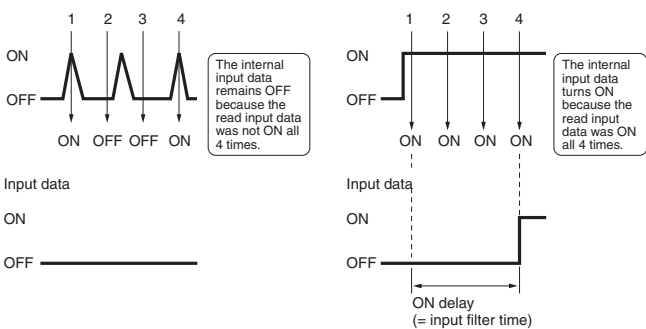 1 2 3 4
ON
OFF
ON OFF OFF ON
The internal
input data
remains OFF
because the
read input data
was not ON all
4 times.
Input data
ON
OFF
1 2 3 4
ON
OFF
ON ON ON ON
The internal
input data
turns ON
because the
read input
data was ON
all 4 times.
Input data
ON
OFF
ON delay
(= input filter time)